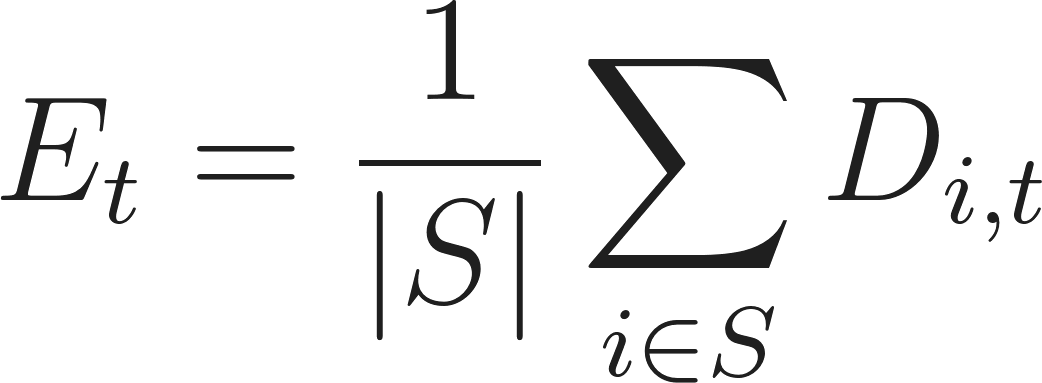 E_t = \frac{1}{|S|} \sum_{i \in S} D_{i,t}